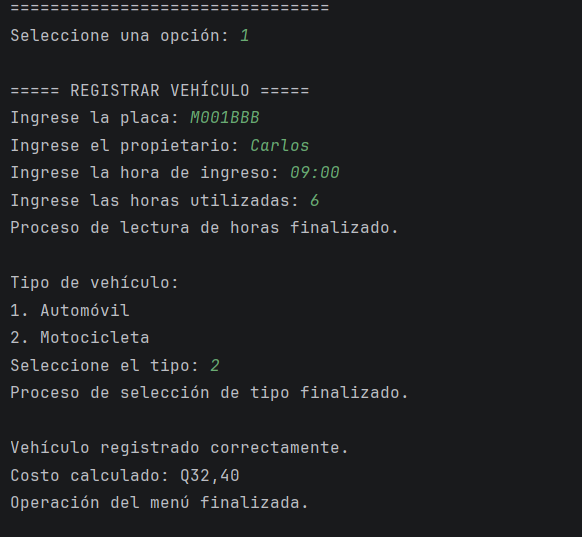 ================================
Seleccione una opción: 1
===== REGISTRAR VEHÍCULO =====
Ingrese la placa: M001BBB
Ingrese el propietario: Carlos
Ingrese la hora de ingreso: 09:00
Ingrese las horas utilizadas: 6
Proceso de lectura de horas finalizado.
Tipo de vehículo:
1. Automóvil
2. Motocicleta
Seleccione el tipo: 2
Proceso de selección de tipo finalizado.
Vehículo registrado correctamente.
Costo calculado: Q32,40
Operación del menú finalizada.